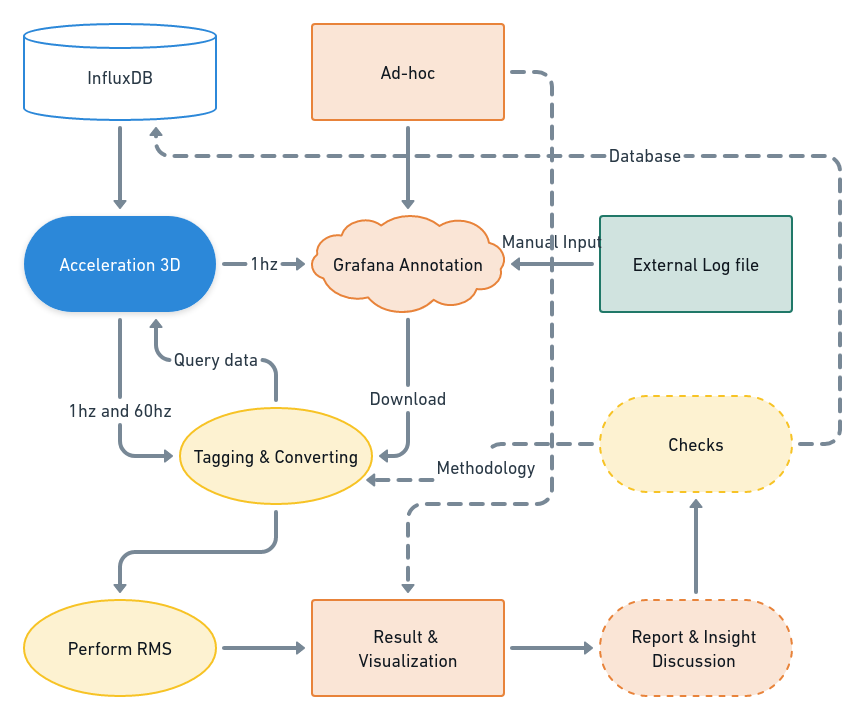 InfluxDB
Ad-hoc
Database
Manual Input
Acceleration 3D
1hz
Grafana Annotation
External Log file
Query data
Download
1hz and 60hz
Checks
Tagging & Converting
Methodology
Perform RMS
Result &
Visualization
Report & Insight
Discussion